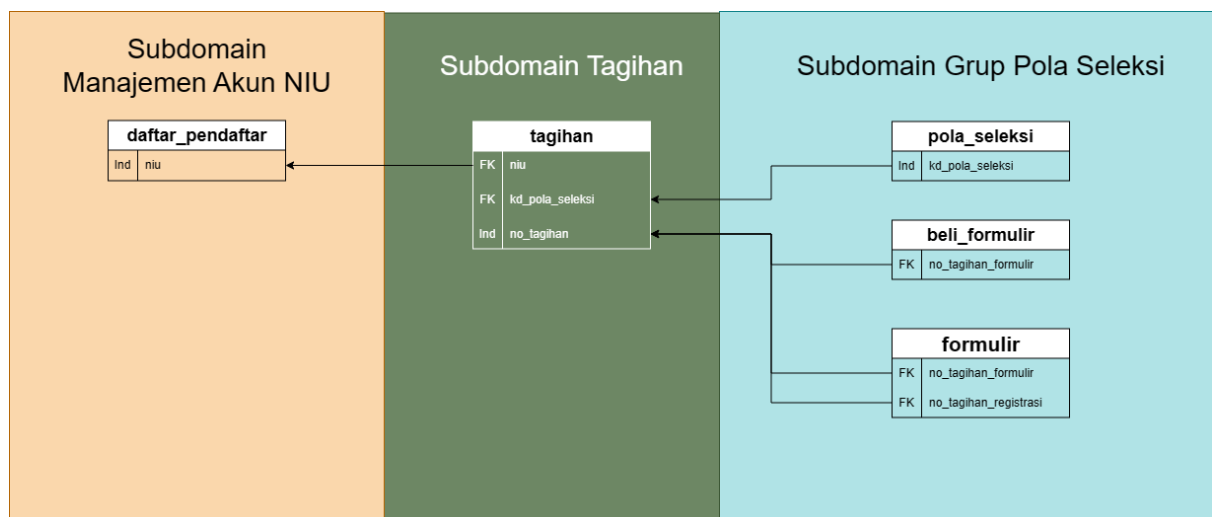 Subdomain
Manajemen Akun NIU
daftar_pendaftar
Ind niu
Subdomain Tagihan
tagihan
FK niu
FK kd_pola_seleksi
Ind no_tagihan
Subdomain Grup Pola Seleksi
pola_seleksi
Ind kd_pola_seleksi
beli_formulir
FK no_tagihan_formulir
formulir
FK no_tagihan_formulir
FK no_tagihan_registrasi